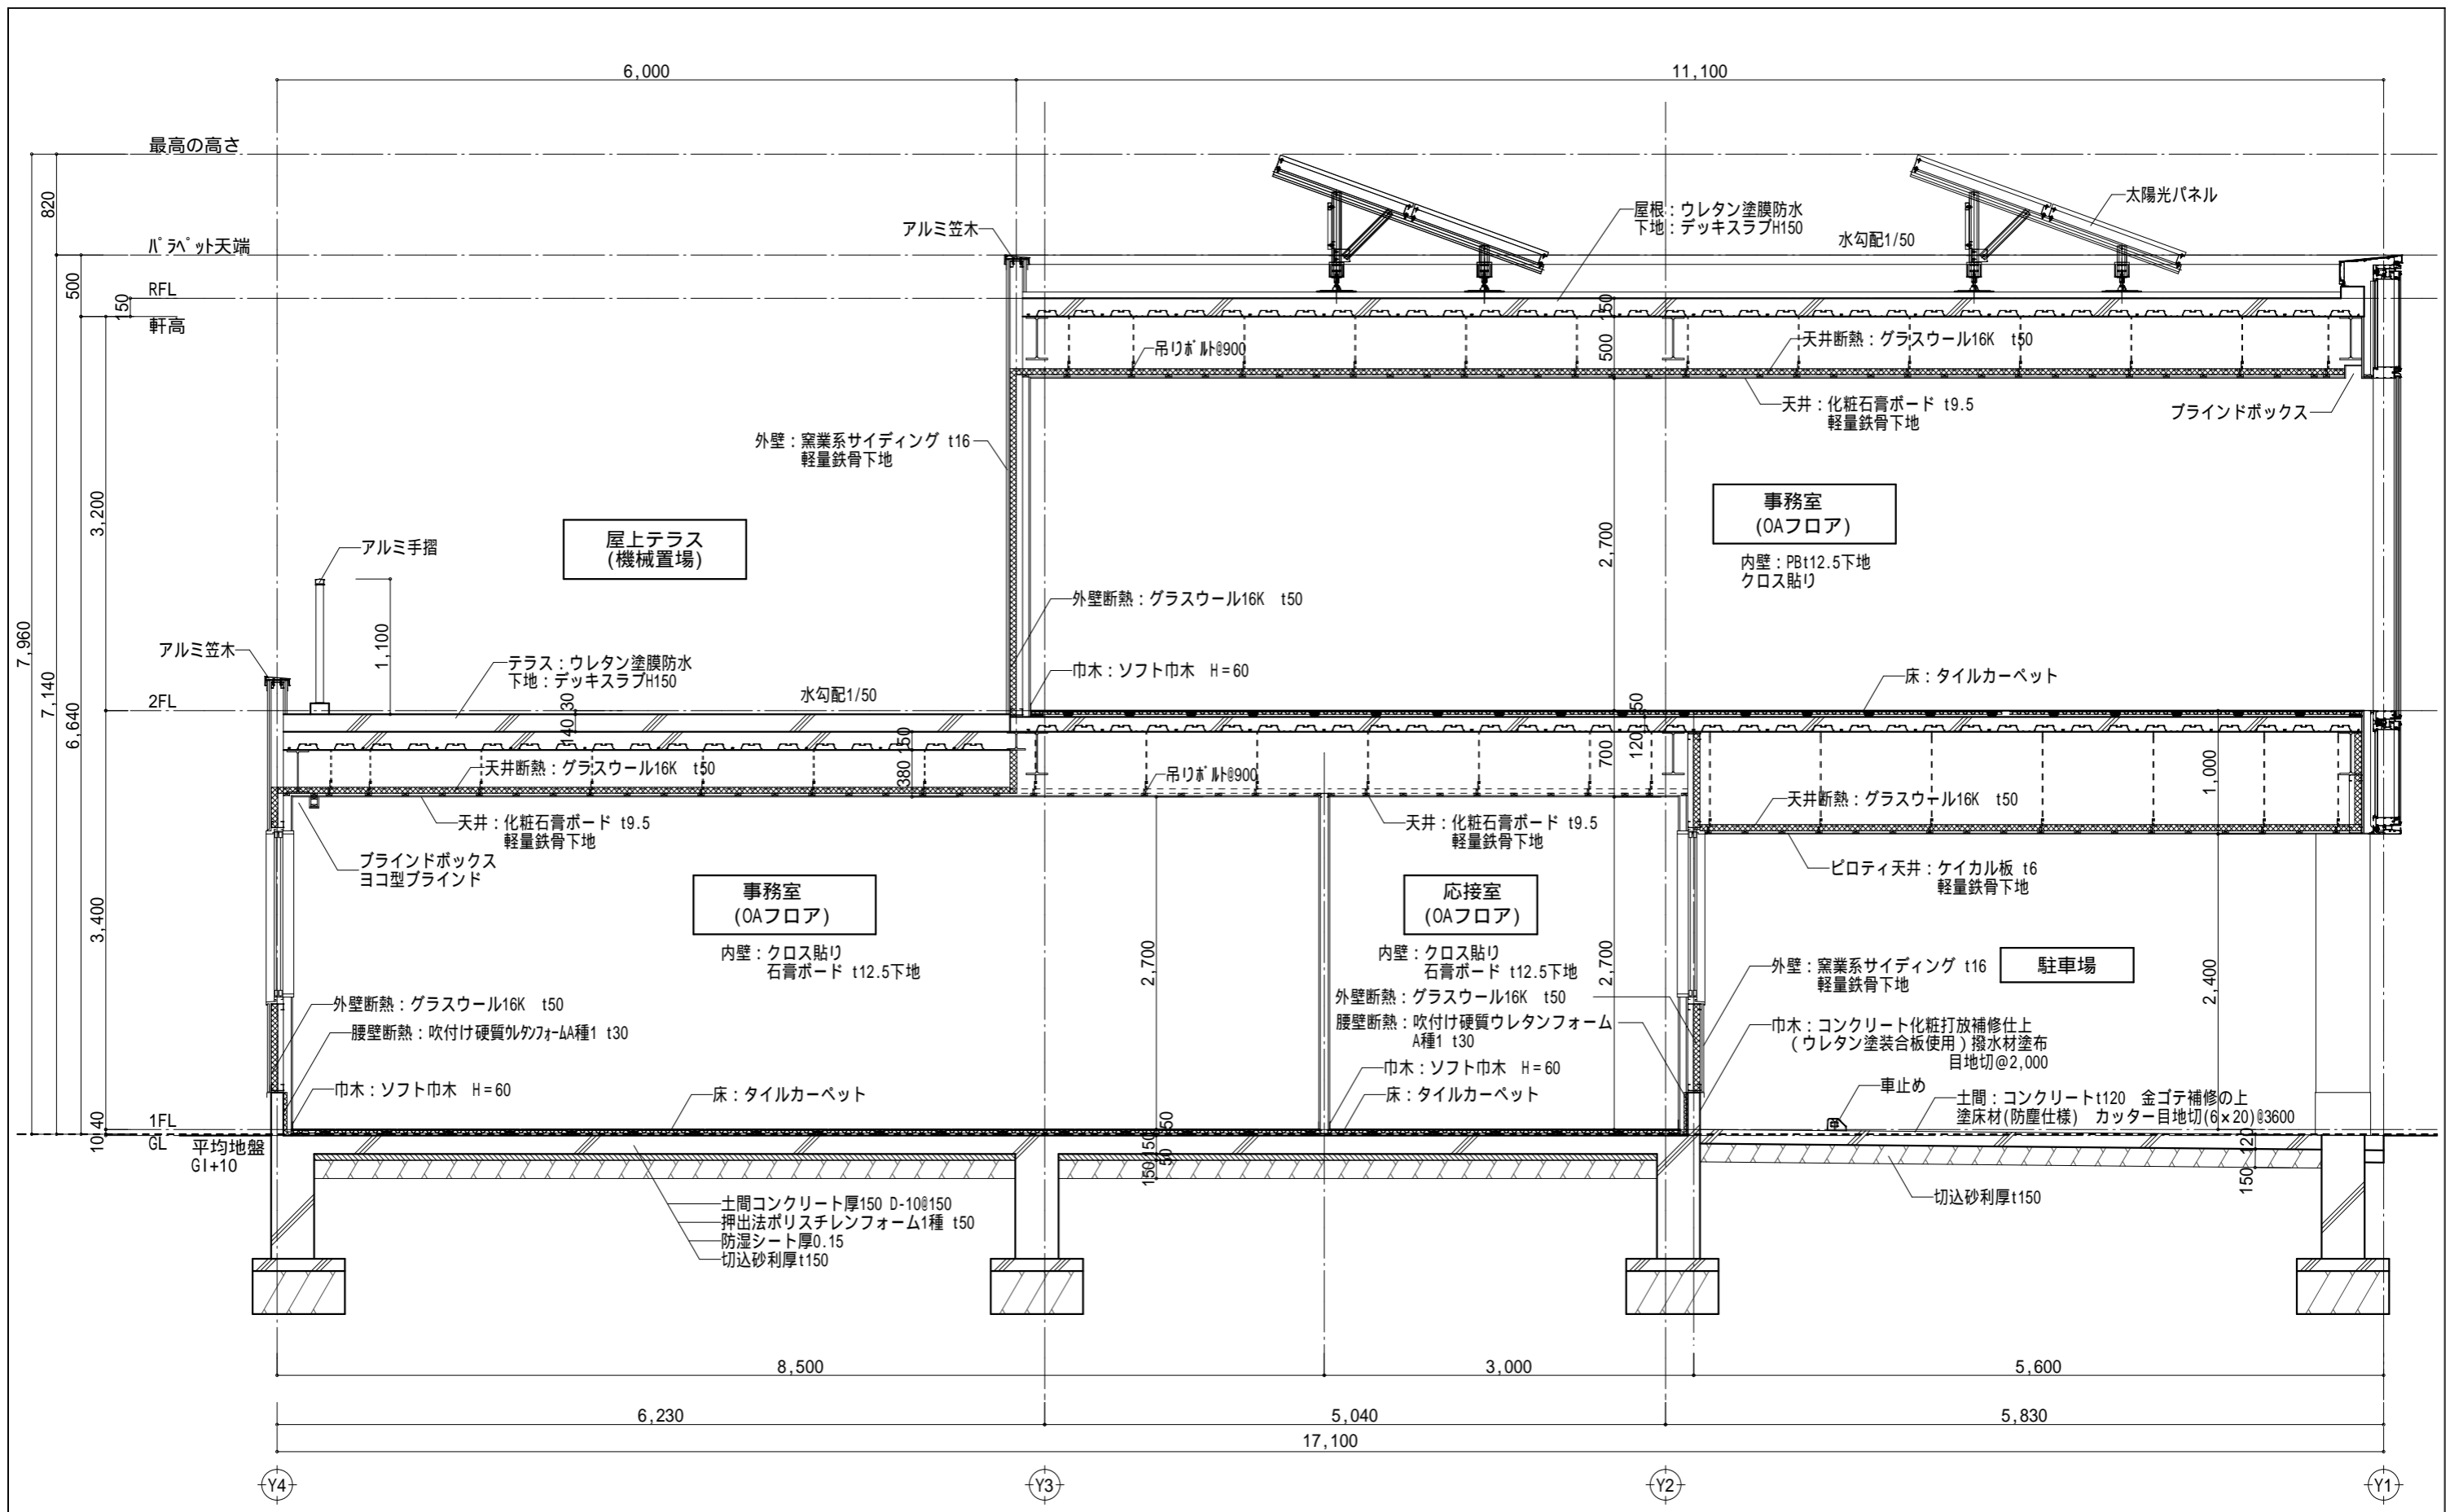 6,000
11,100
最高の高さ
820
太陽光パネル
屋根：ウレタン塗膜防水
下地：デッキスラブH150
アルミ笠木
水勾配1/50
パラペット天端
500
RFL
150
軒高
150
吊りボルト@900
500
天井断熱：グラスウール16K t50
天井：化粧石膏ボード t9.5
軽量鉄骨下地
ブラインドボックス
外壁：窯業系サイディング t16
軽量鉄骨下地
3,200
事務室
(OAフロア)
屋上テラス
(機械置場)
アルミ手摺
2,700
内壁：PBt12.5下地
クロス貼り
外壁断熱：グラスウール16K t50
1,100
7,960
7,140
6,640
アルミ笠木
テラス：ウレタン塗膜防水
下地：デッキスラブH150
巾木：ソフト巾木 H=60
床：タイルカーペット
水勾配1/50
2FL
30
140
50
150
120
700
380
天井断熱：グラスウール16K t50
吊りボルト@900
1,000
天井断熱：グラスウール16K t50
天井：化粧石膏ボード t9.5
軽量鉄骨下地
天井：化粧石膏ボード t9.5
軽量鉄骨下地
ブラインドボックス
ヨコ型ブラインド
ピロティ天井：ケイカル板 t6
軽量鉄骨下地
3,400
事務室
(OAフロア)
応接室
(OAフロア)
内壁：クロス貼り
石膏ボード t12.5下地
2,700
内壁：クロス貼り
石膏ボード t12.5下地
2,700
駐車場
2,400
外壁：窯業系サイディング t16
軽量鉄骨下地
外壁断熱：グラスウール16K t50
外壁断熱：グラスウール16K t50
腰壁断熱：吹付け硬質ウレタンフォームA種1 t30
腰壁断熱：吹付け硬質ウレタンフォーム
A種1 t30
巾木：コンクリート化粧打放補修仕上
（ウレタン塗装合板使用）撥水材塗布
目地切@2,000
巾木：ソフト巾木 H=60
巾木：ソフト巾木 H=60
床：タイルカーペット
床：タイルカーペット
車止め
土間：コンクリートt120 金ゴテ補修の上
塗床材(防塵仕様) カッター目地切(6×20)@3600
1FL
40
10
GL
平均地盤
Gl+10
50
150
50
150
120
150
切込砂利厚t150
土間コンクリート厚150 D-10@150
押出法ポリスチレンフォーム1種 t50
防湿シート厚0.15
切込砂利厚t150
8,500
3,000
5,600
6,230
5,040
5,830
17,100
Y4
Y3
Y2
Y1